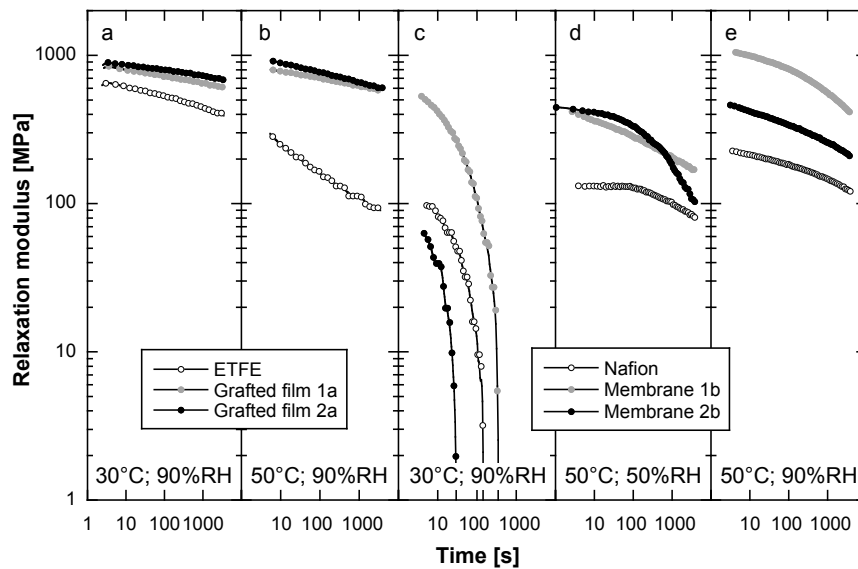 a
b
c
d
e
Relaxation modulus [MPa]
1000
100
10
1
ETFE
Grafted film 1a
Grafted film 2a
Nafion
Membrane 1b
Membrane 2b
30°C; 90%RH
50°C; 90%RH
30°C; 90%RH
50°C; 50%RH
50°C; 90%RH
1 10 100 1000
10 100 1000
10 100 1000
10 100 1000
10 100 1000
Time [s]